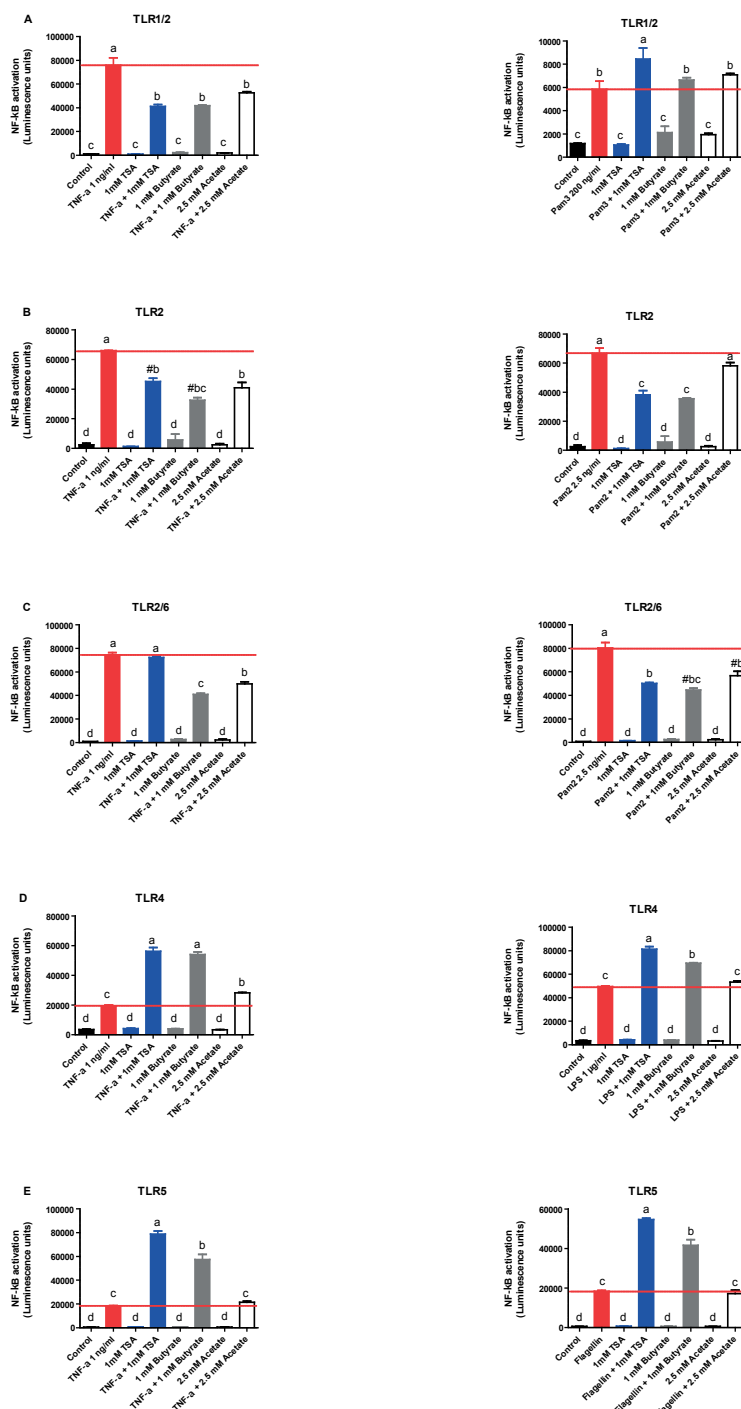 A
TLR1/2
NF-kB activation
(Luminescence units)
100000
80000
60000
40000
20000
0
c
a
c
b
c
b
c
b
Control
TNF-a 1 ng/ml
1mM TSA
TNF-a + 1mM TSA
1 mM Butyrate
TNF-a + 1 mM Butyrate
2.5 mM Acetate
TNF-a + 2.5 mM Acetate
TLR1/2
NF-kB activation
(Luminescence units)
10000
8000
6000
4000
2000
0
c
b
c
a
c
b
c
b
Control
Pam3 200 ng/ml
1mM TSA
Pam3 + 1mM TSA
1 mM Butyrate
Pam3 + 1mM Butyrate
2.5 mM Acetate
Pam3 + 2.5 mM Acetate
B
TLR2
NF-kB activation
(Luminescence units)
80000
60000
40000
20000
0
d
a
d
#b
d
#bc
d
b
Control
TNF-a 1 ng/ml
1mM TSA
TNF-a + 1mM TSA
1 mM Butyrate
TNF-a + 1 mM Butyrate
2.5 mM Acetate
TNF-a + 2.5 mM Acetate
TLR2
NF-kB activation
(Luminescence units)
80000
60000
40000
20000
0
d
a
d
c
d
c
d
a
Control
Pam2 2.5 ng/ml
1mM TSA
Pam2 + 1mM TSA
1 mM Butyrate
Pam2 + 1mM Butyrate
2.5 mM Acetate
Pam2 + 2.5 mM Acetate
C
TLR2/6
NF-kB activation
(Luminescence units)
100000
80000
60000
40000
20000
0
d
a
d
a
d
c
d
b
Control
TNF-a 1 ng/ml
1mM TSA
TNF-a + 1mM TSA
1 mM Butyrate
TNF-a + 1 mM Butyrate
2.5 mM Acetate
TNF-a + 2.5 mM Acetate
TLR2/6
NF-kB activation
(Luminescence units)
100000
80000
60000
40000
20000
0
d
a
d
b
d
#bc
d
#b
Control
Pam2 2.5 ng/ml
1mM TSA
Pam2 + 1mM TSA
1 mM Butyrate
Pam2 + 1mM Butyrate
2.5 mM Acetate
Pam2 + 2.5 mM Acetate
D
TLR4
NF-kB activation
(Luminescence units)
80000
60000
40000
20000
0
d
c
d
a
d
a
d
b
Control
TNF-a 1 ng/ml
1mM TSA
TNF-a + 1mM TSA
1 mM Butyrate
TNF-a + 1 mM Butyrate
2.5 mM Acetate
TNF-a + 2.5 mM Acetate
TLR4
NF-kB activation
(Luminescence units)
100000
80000
60000
40000
20000
0
d
c
d
a
d
b
d
c
Control
LPS 1 µg/ml
1mM TSA
LPS + 1mM TSA
1 mM Butyrate
LPS + 1 mM Butyrate
2.5 mM Acetate
LPS + 2.5 mM Acetate
E
TLR5
NF-kB activation
(Luminescence units)
100000
80000
60000
40000
20000
0
d
c
d
a
d
b
d
c
Control
TNF-a 1 ng/ml
1mM TSA
TNF-a + 1mM TSA
1 mM Butyrate
TNF-a + 1 mM Butyrate
2.5 mM Acetate
TNF-a + 2.5 mM Acetate
TLR5
NF-kB activation
(Luminescence units)
60000
40000
20000
0
d
c
d
a
d
b
d
c
Control
Flagellin
1mM TSA
Flagellin + 1mM TSA
1 mM Butyrate
Flagellin + 1mM Butyrate
2.5 mM Acetate
Flagellin + 2.5 mM Acetate